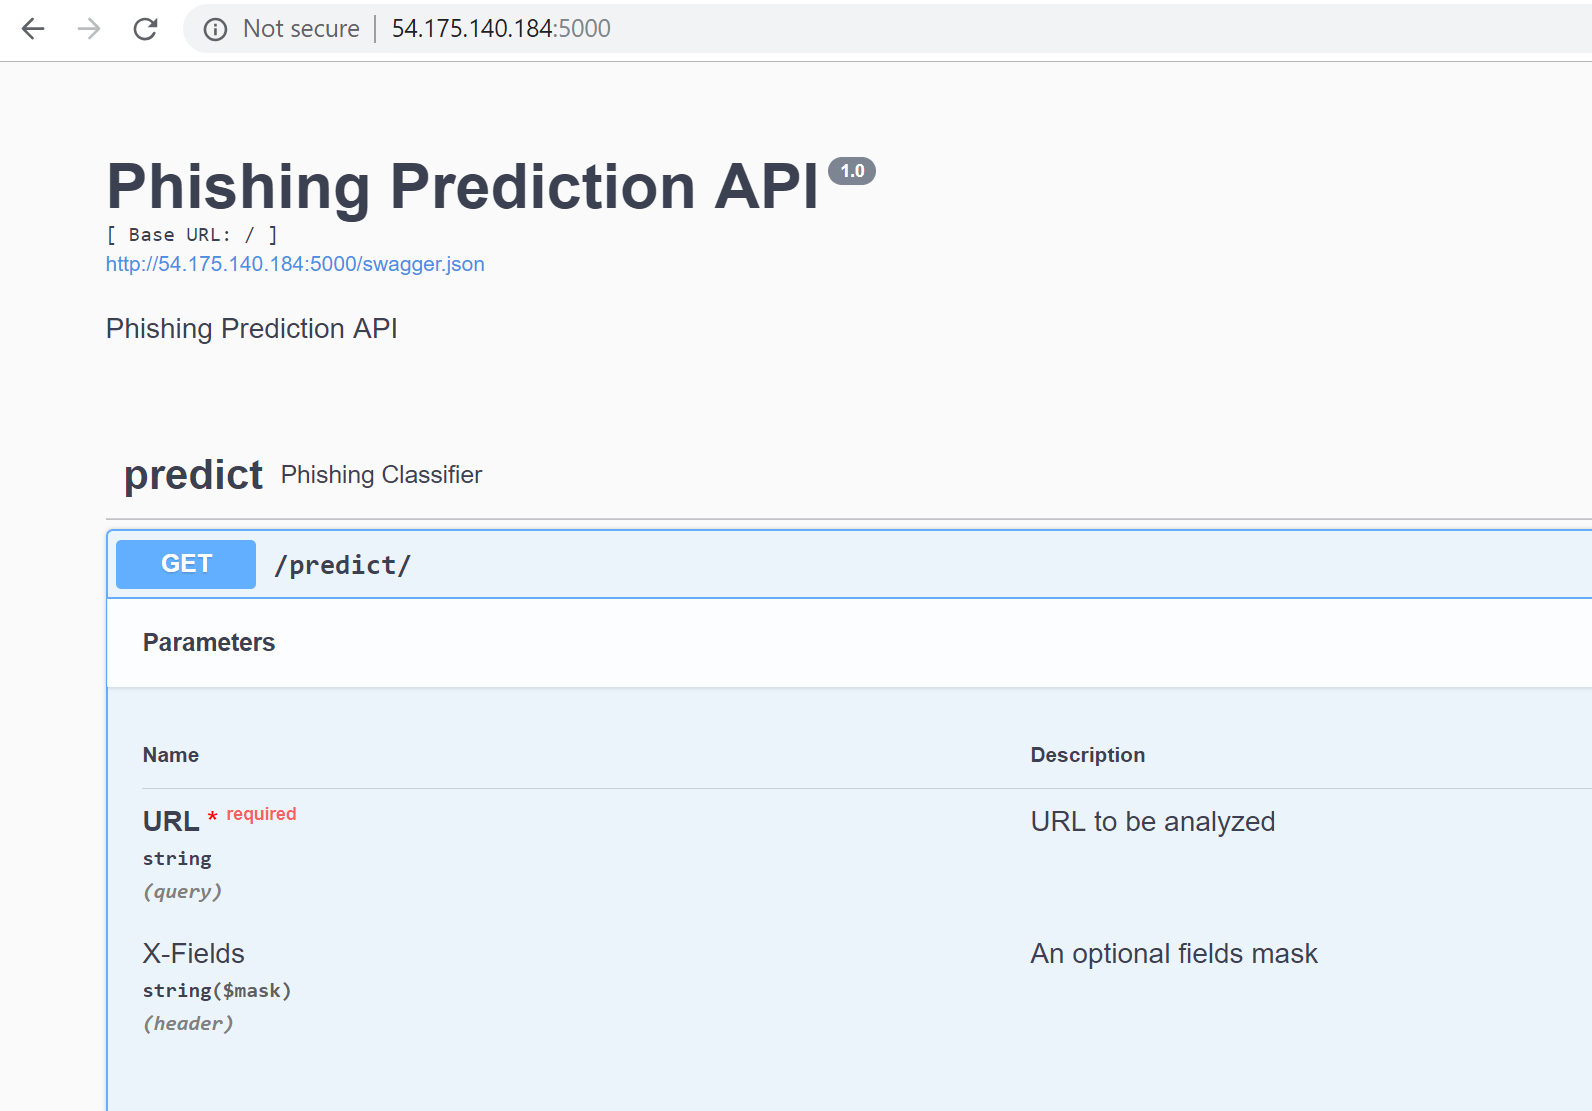 Not secure | 54.175.140.184:5000
Phishing Prediction API 1.0
[ Base URL: / ]
http://54.175.140.184:5000/swagger.json
Phishing Prediction API
predict Phishing Classifier
GET /predict/
Parameters
Name Description
URL * required URL to be analyzed
string
(query)
X-Fields An optional fields mask
string($mask)
(header)